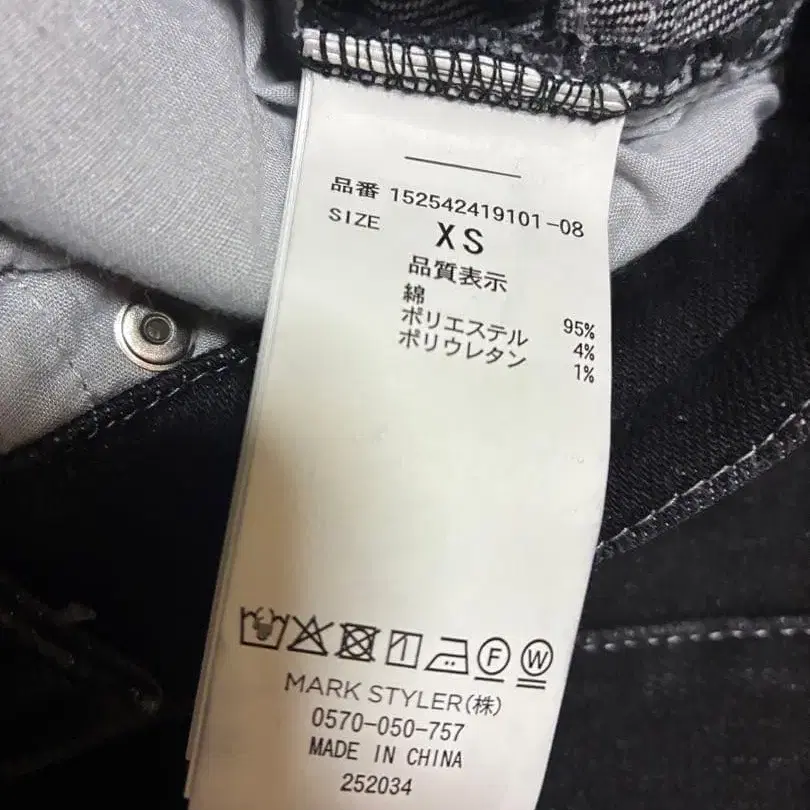 品番 152542419101-08
SIZE XS
品質表示
綿 95%
ポリエステル 4%
ポリウレタン 1%
F W
MARK STYLER(株)
0570-050-757
MADE IN CHINA
252034